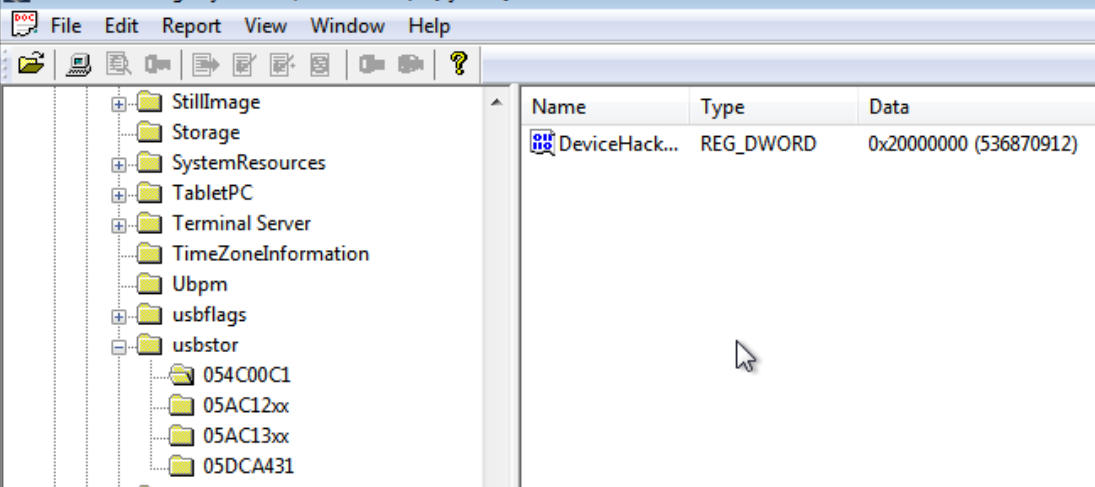 File Edit Report View Window Help
Name Type Data
DeviceHack... REG_DWORD 0x20000000 (536870912)
StillImage
Storage
SystemResources
TabletPC
Terminal Server
TimeZoneInformation
Ubpm
usbflags
usbstor
054C00C1
05AC12xx
05AC13xx
05DCA431